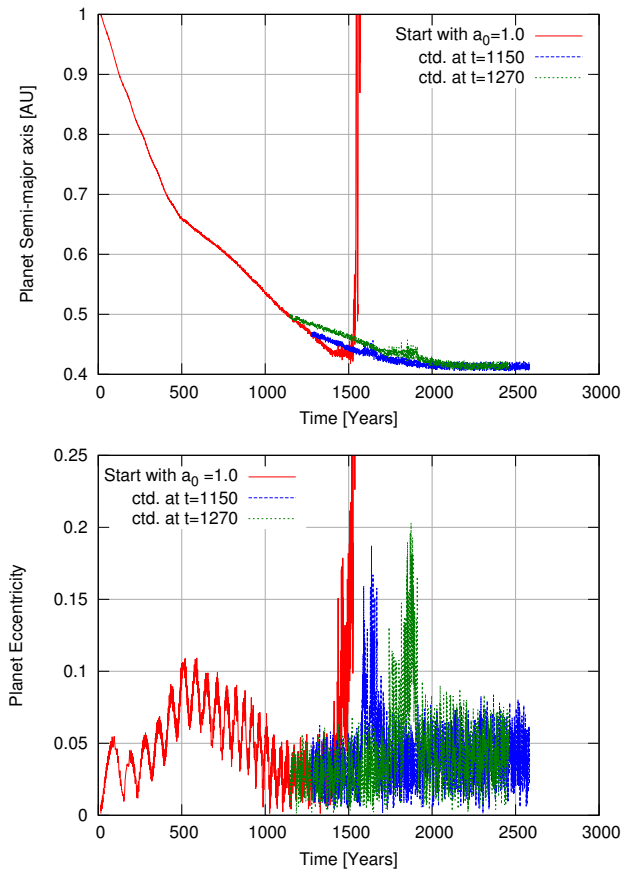 Start with a0=1.0
ctd. at t=1150
ctd. at t=1270
Planet Semi-major axis [AU]
1
0.9
0.8
0.7
0.6
0.5
0.4
0 500 1000 1500 2000 2500 3000
Time [Years]
Start with a0 =1.0
ctd. at t=1150
ctd. at t=1270
Planet Eccentricity
0.25
0.2
0.15
0.1
0.05
0
0 500 1000 1500 2000 2500 3000
Time [Years]